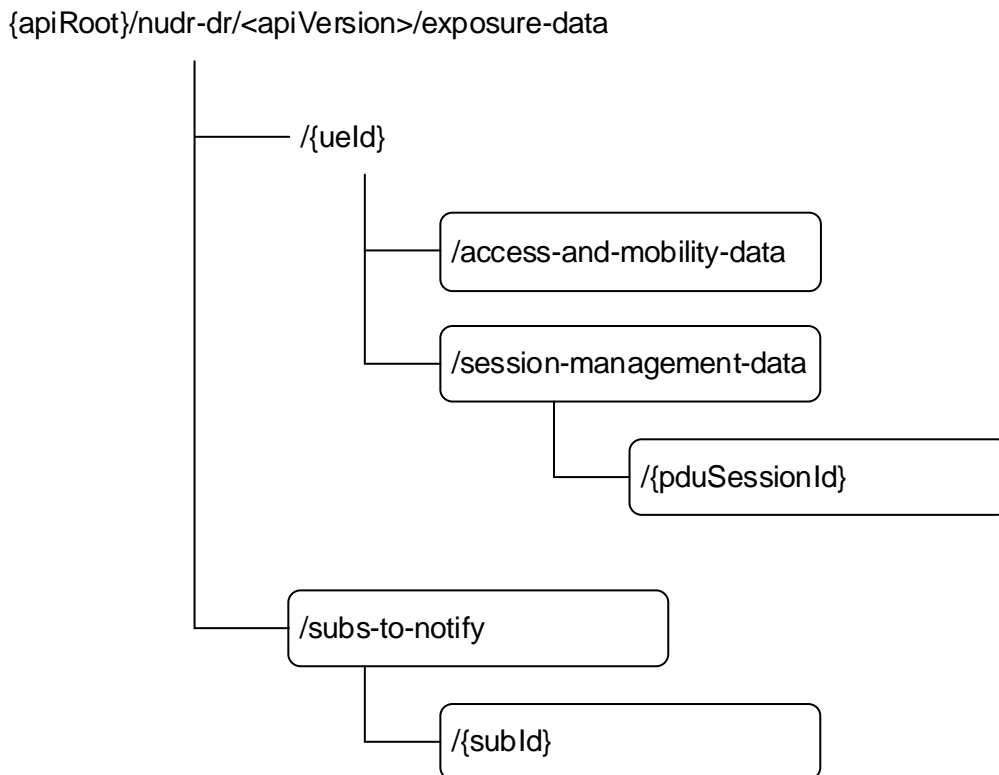 {apiRoot}/nudr-dr/<apiVersion>/exposure-data
/{ueId}
/access-and-mobility-data
/session-management-data
/{pduSessionId}
/subs-to-notify
/{subId}